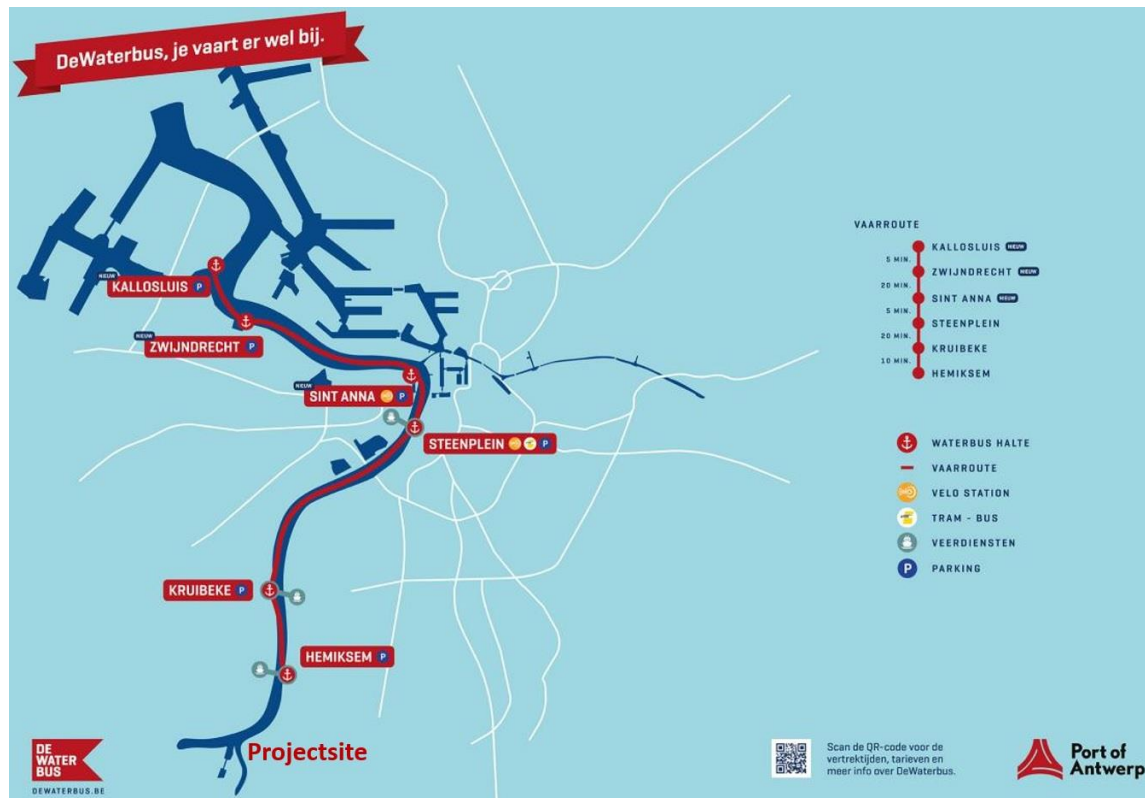 DeWaterbus, je vaart er wel bij.
NIEUW
KALLOSLUIS P
NIEUW
ZWIJNDRECHT P
NIEUW
SINT ANNA P
STEENPLEIN P
KRUIBEKE P
HEMIKSEM P
Projectsite
VAARROUTE
KALLOSLUIS NIEUW
5 MIN.
ZWIJNDRECHT NIEUW
20 MIN.
SINT ANNA NIEUW
5 MIN.
STEENPLEIN
20 MIN.
KRUIBEKE
10 MIN.
HEMIKSEM
WATERBUS HALTE
VAARROUTE
VELO STATION
TRAM - BUS
VEERDIENSTEN
P PARKING
DE
WATER
BUS
DEWATERBUS.BE
Scan de QR-code voor de
vertrektijden, tarieven en
meer info over DeWaterbus.
Port of
Antwerp